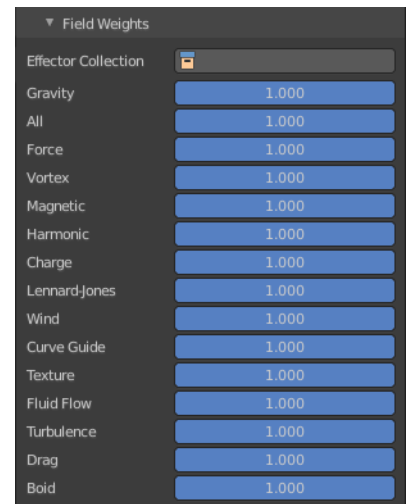 Field Weights
Effector Collection
Gravity 1.000
All 1.000
Force 1.000
Vortex 1.000
Magnetic 1.000
Harmonic 1.000
Charge 1.000
Lennard-Jones 1.000
Wind 1.000
Curve Guide 1.000
Texture 1.000
Fluid Flow 1.000
Turbulence 1.000
Drag 1.000
Boid 1.000